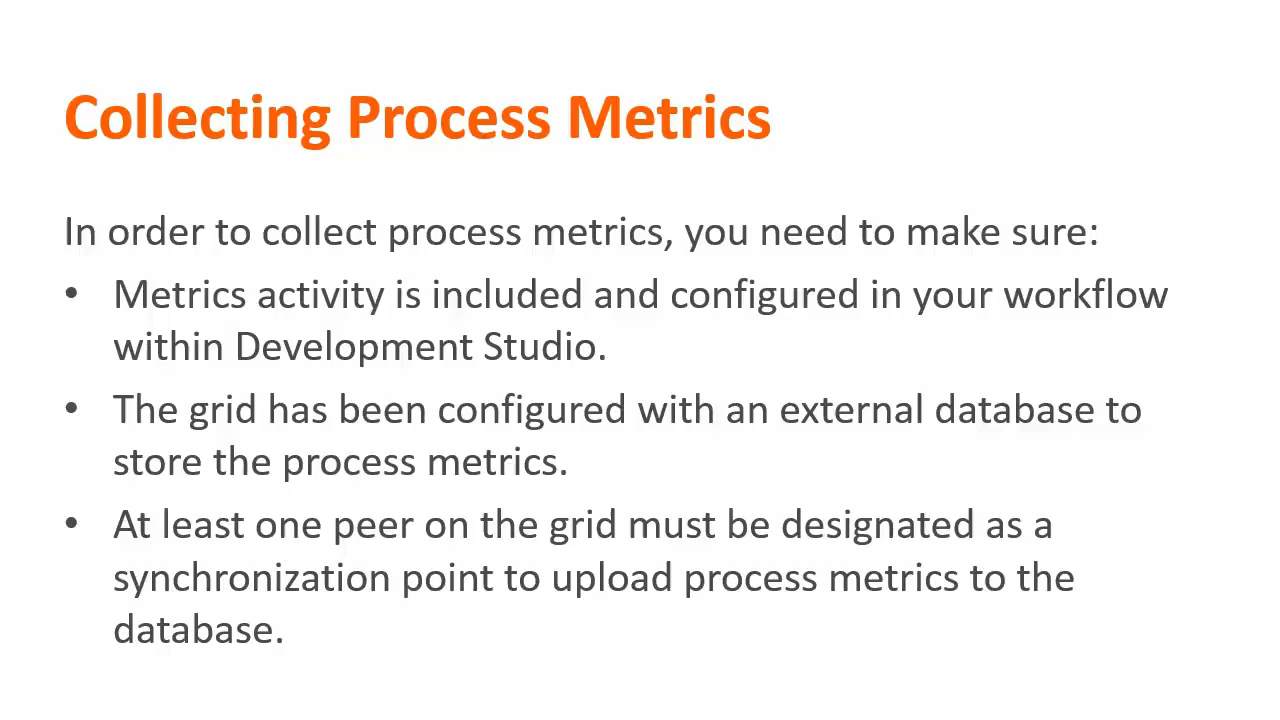 Collecting Process Metrics
In order to collect process metrics, you need to make sure:
• Metrics activity is included and configured in your workflow
within Development Studio.
• The grid has been configured with an external database to
store the process metrics.
• At least one peer on the grid must be designated as a
synchronization point to upload process metrics to the
database.